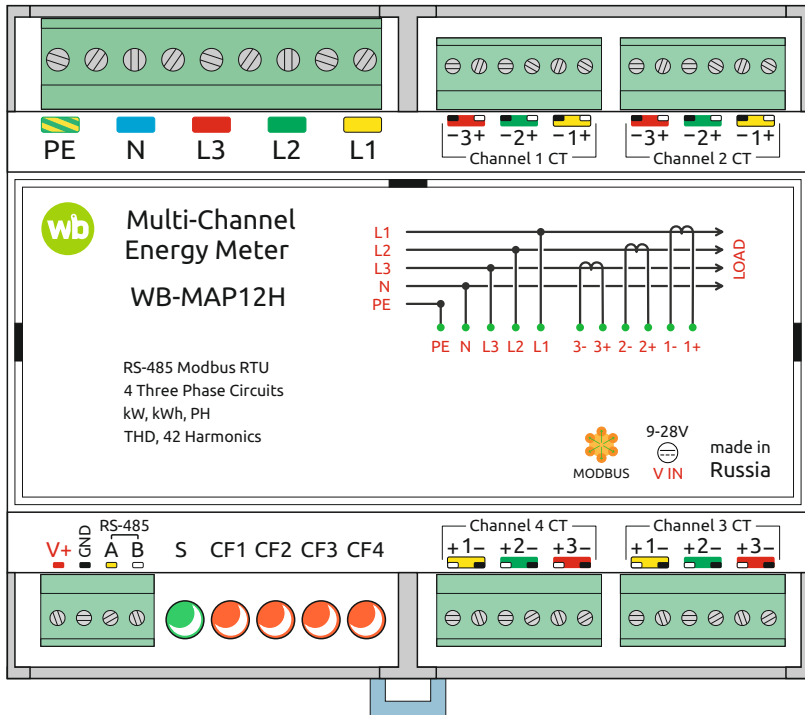 PE N L3 L2 L1
-3+ -2+ -1+
Channel 1 CT
-3+ -2+ -1+
Channel 2 CT
wb
Multi-Channel
Energy Meter
WB-MAP12H
RS-485 Modbus RTU
4 Three Phase Circuits
kW, kWh, PH
THD, 42 Harmonics
L1
L2
L3
N
PE
LOAD
PE N L3 L2 L1 3- 3+ 2- 2+ 1- 1+
MODBUS
9-28V
V IN
made in
Russia
RS-485
V+ GND A B S CF1 CF2 CF3 CF4
Channel 4 CT
+1- +2- +3-
Channel 3 CT
+1- +2- +3-